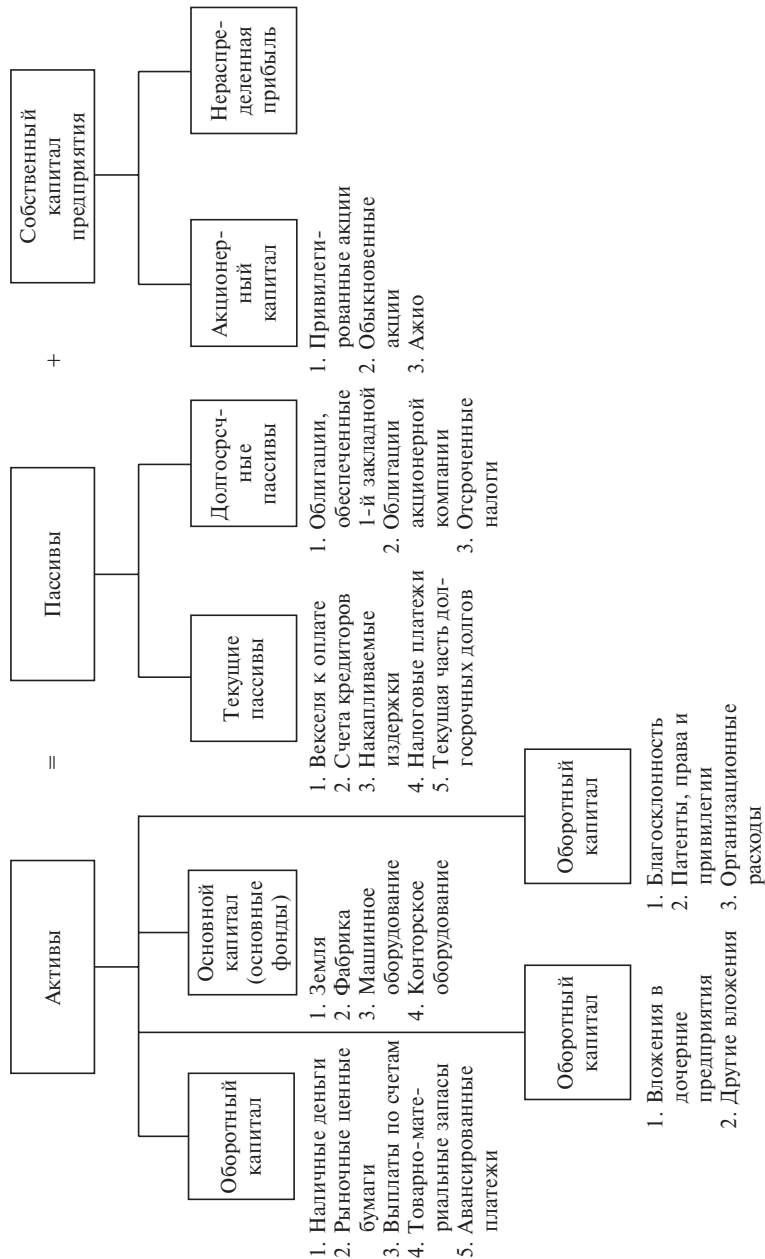 Активы
=
Пассивы
+
Собственный
капитал
предприятия
Оборотный
капитал
1. Наличные деньги
2. Рыночные ценные
бумаги
3. Выплаты по счетам
4. Товарно-мате-
риальные запасы
5. Авансированные
платежи
Основной
капитал
(основные
фонды)
1. Земля
2. Фабрика
3. Машинное
оборудование
4. Конторское
оборудование
Оборотный
капитал
1. Вложения в
дочерние
предприятия
2. Другие вложения
Оборотный
капитал
1. Благосклонность
2. Патенты, права и
привилегии
3. Организационные
расходы
Текущие
пассивы
1. Векселя к оплате
2. Счета кредиторов
3. Накапливаемые
издержки
4. Налоговые платежи
5. Текущая часть дол-
госрочных долгов
Долгосрсч-
ные
пассивы
1. Облигации,
обеспеченные
1-й закладной
2. Облигации
акционерной
компании
3. Отсроченные
налоги
Акционер-
ный
капитал
1. Привилеги-
рованные акции
2. Обыкновенные
акции
3. Ажио
Нераспре-
деленная
прибыль